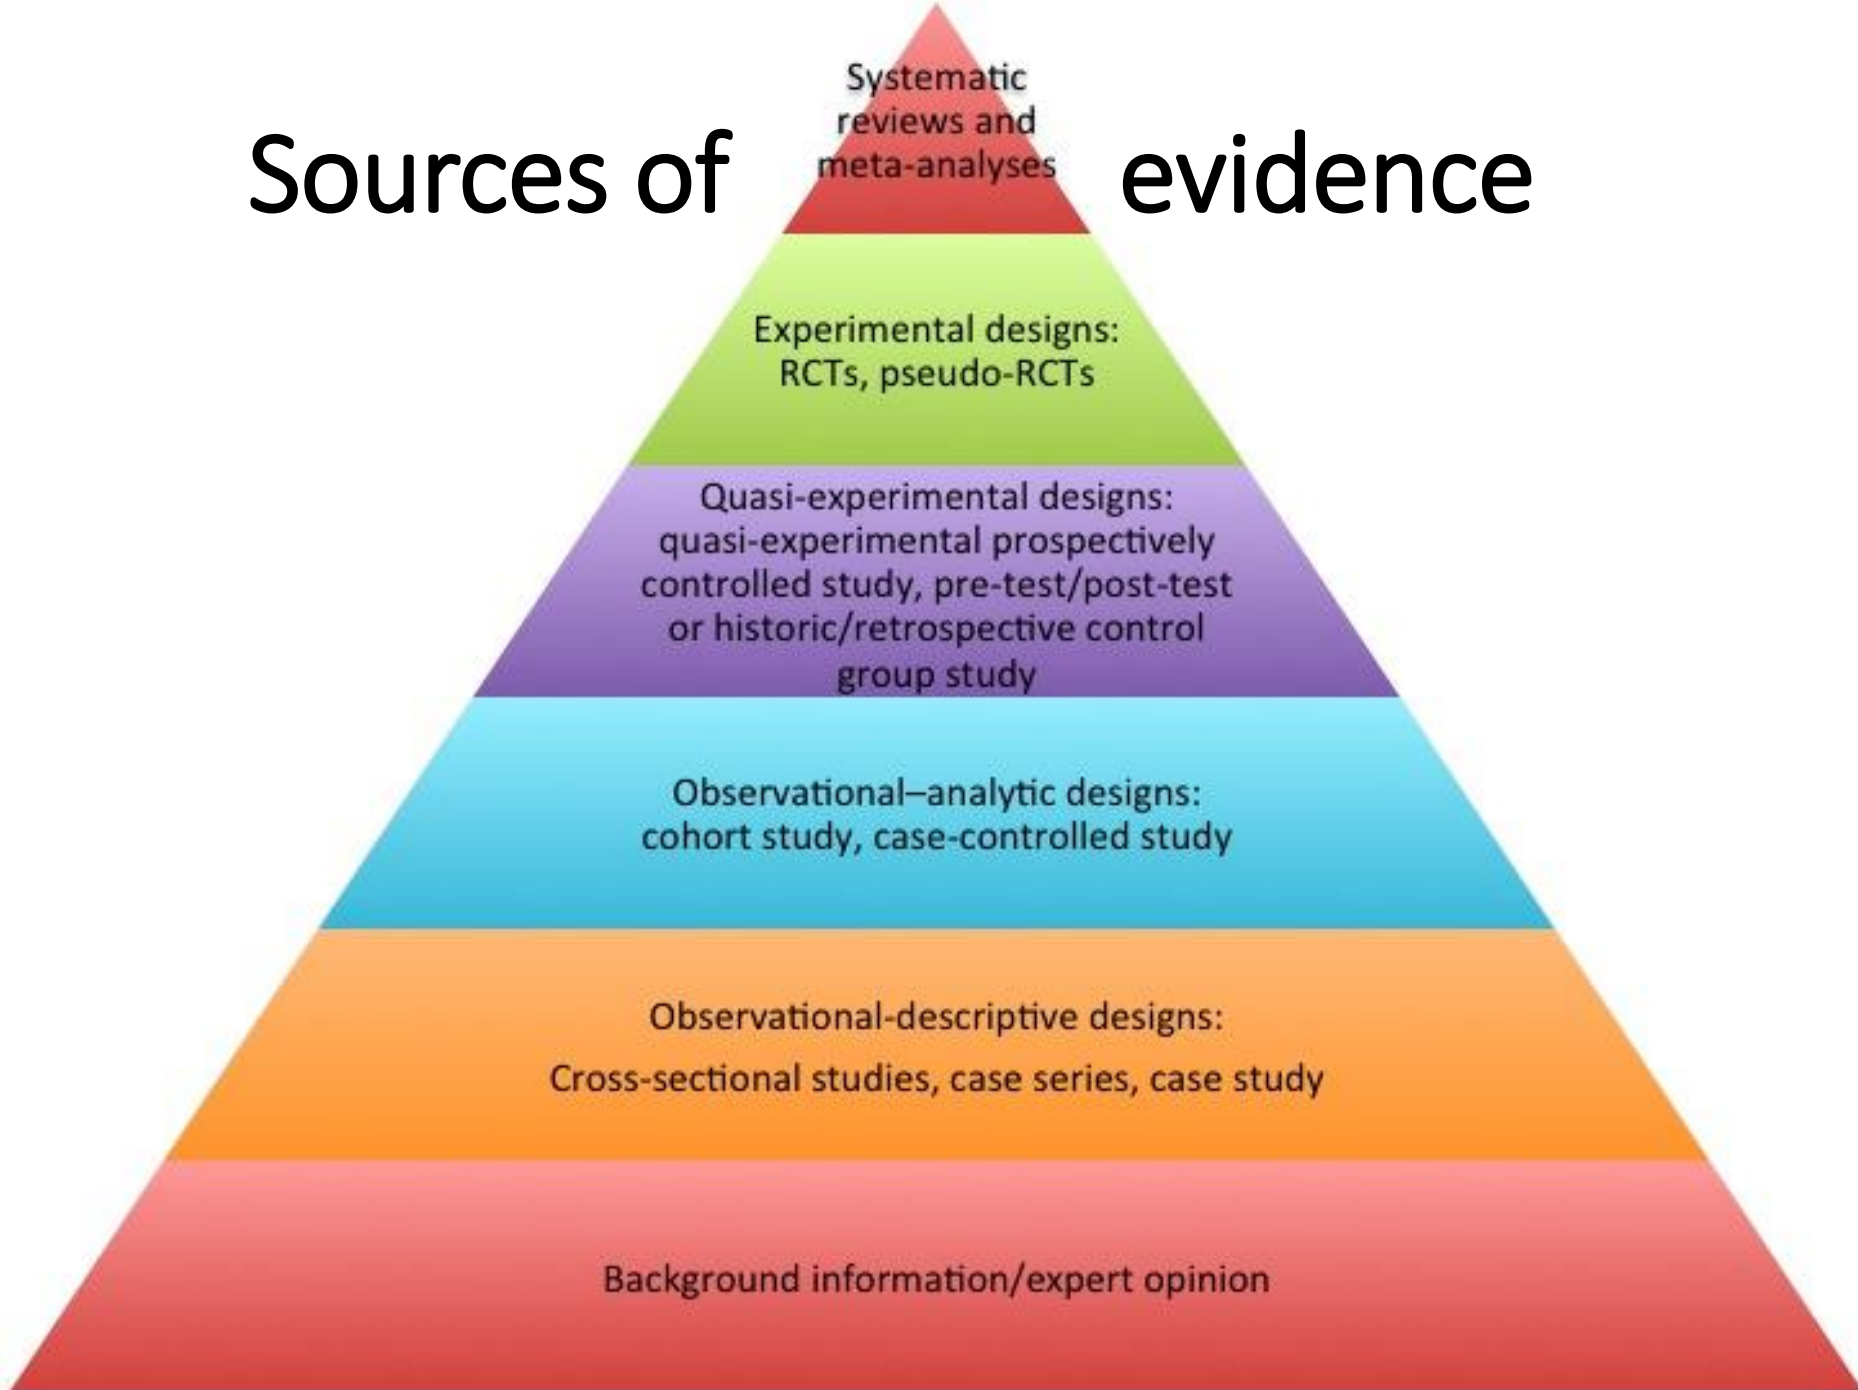 Sources of evidence
Systematic
reviews and
meta-analyses
Experimental designs:
RCTs, pseudo-RCTs
Quasi-experimental designs:
quasi-experimental prospectively
controlled study, pre-test/post-test
or historic/retrospective control
group study
Observational–analytic designs:
cohort study, case-controlled study
Observational-descriptive designs:
Cross-sectional studies, case series, case study
Background information/expert opinion